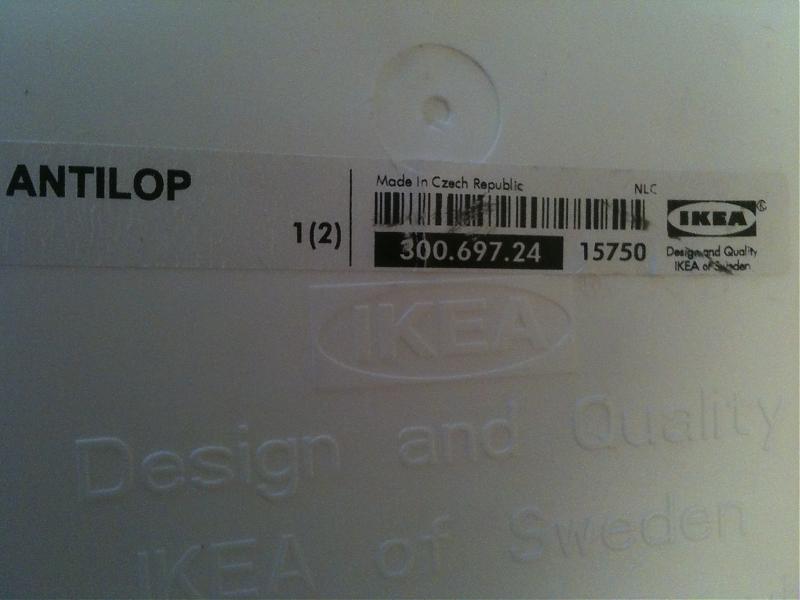 ANTILOP
1(2)
Made In Czech Republic
NLC
300.697.24
15750
IKEA®
Design and Quality
IKEA of Sweden
IKEA
Design and Quality
IKEA of Sweden